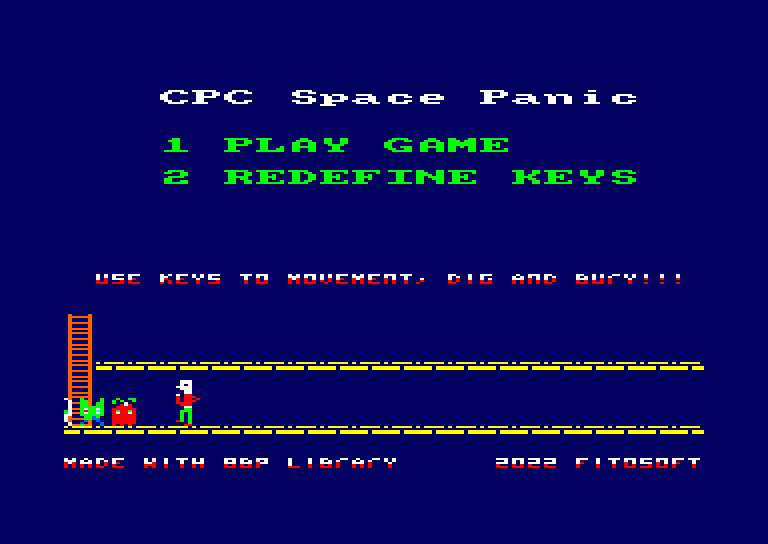 CPC Space Panic
1 PLAY GAME
2 REDEFINE KEYS
USE KEYS TO MOVEMENT, DIG AND BURY!!!
MADE WITH 8BP LIBRARY 2022 FITOSOFT